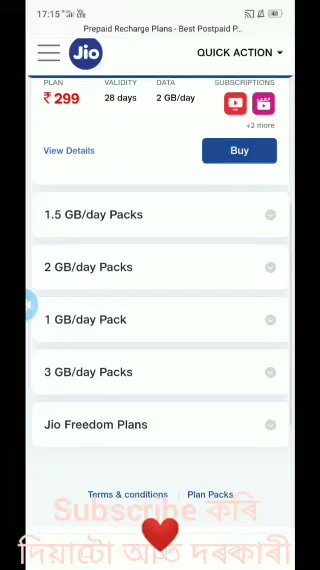 17:15
48
Prepaid Recharge Plans - Best Postpaid P...
Jio
QUICK ACTION
PLAN VALIDITY DATA SUBSCRIPTIONS
₹ 299 28 days 2 GB/day
+2 more
View Details Buy
1.5 GB/day Packs
2 GB/day Packs
1 GB/day Pack
3 GB/day Packs
Jio Freedom Plans
Terms & conditions Plan Packs
Subscribe কৰি
দিয়াটো অতি দৰকাৰী